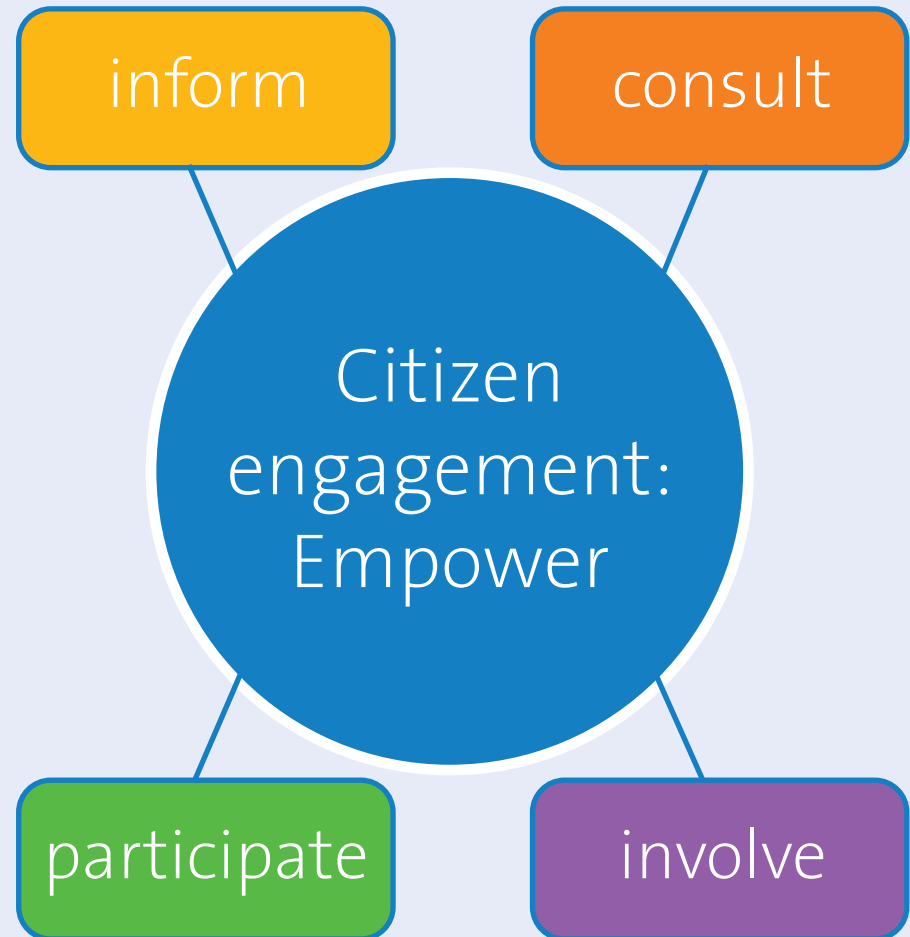 inform
consult
Citizen
engagement:
Empower
participate
involve